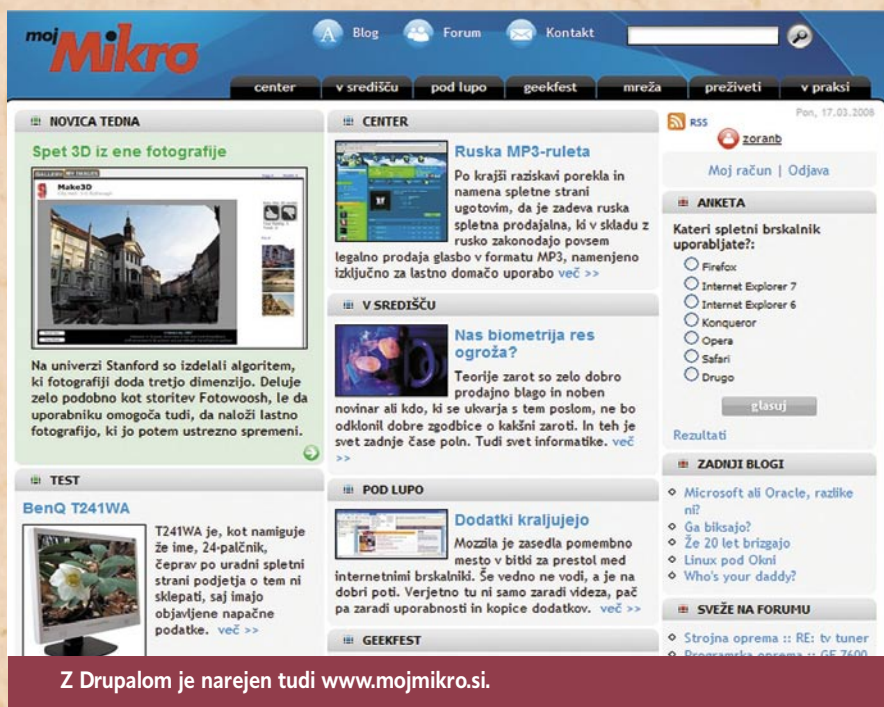 moj Mikro
Blog Forum Kontakt
center v središču pod lupo geekfest mreža preživeti v praksi
NOVICA TEDNA
Spet 3D iz ene fotografije
Make3D
Na univerzi Stanford so izdelali algoritem,
ki fotografiji doda tretjo dimenzijo. Deluje
zelo podobno kot storitev Fotowoosh, le da
uporabniku omogoča tudi, da naloži lastno
fotografijo, ki jo potem ustrezno spremeni.
TEST
BenQ T241WA
T241WA je, kot namiguje
že ime, 24-palčnik,
čeprav po uradni spletni
strani podjetja o tem ni
sklepati, saj imajo
objavljene napačne
podatke. več >>
CENTER
Ruska MP3-ruleta
Po krajši raziskavi porekla in
namena spletne strani
ugotovim, da je zadeva ruska
spletna prodajalna, ki v skladu z
rusko zakonodajo povsem
legalno prodaja glasbo v formatu MP3, namenjeno
izključno za lastno domačo uporabo več >>
V SREDIŠČU
Nas biometrija res
ogroža?
Teorije zarot so zelo dobro
prodajno blago in noben
novinar ali kdo, ki se ukvarja s tem poslom, ne bo
odklonil dobre zgodbice o kakšni zaroti. In teh je
svet zadnje čase poln. Tudi svet informatike. več
>>
POD LUPO
Dodatki kraljujejo
Mozzila je zasedla pomembno
mesto v bitki za prestol med
internetnimi brskalniki. Še vedno ne vodi, a je na
dobri poti. Verjetno tu ni samo zaradi videza, pač
pa zaradi uporabnosti in kopice dodatkov. več >>
GEEKFEST
Pon, 17.03.2008
RSS
zoranb
Moj račun | Odjava
ANKETA
Kateri spletni brskalnik
uporabljate?:
Firefox
Internet Explorer 7
Internet Explorer 6
Konqueror
Opera
Safari
Drugo
glasuj
Rezultati
ZADNJI BLOGI
Microsoft ali Oracle, razlike
ni?
Ga biksajo?
Že 20 let brizgajo
Linux pod Okni
Who's your daddy?
SVEŽE NA FORUMU
Strojna oprema :: RE: tv tuner
Programska oprema :: GF 7600
Z Drupalom je narejen tudi www.mojmikro.si.